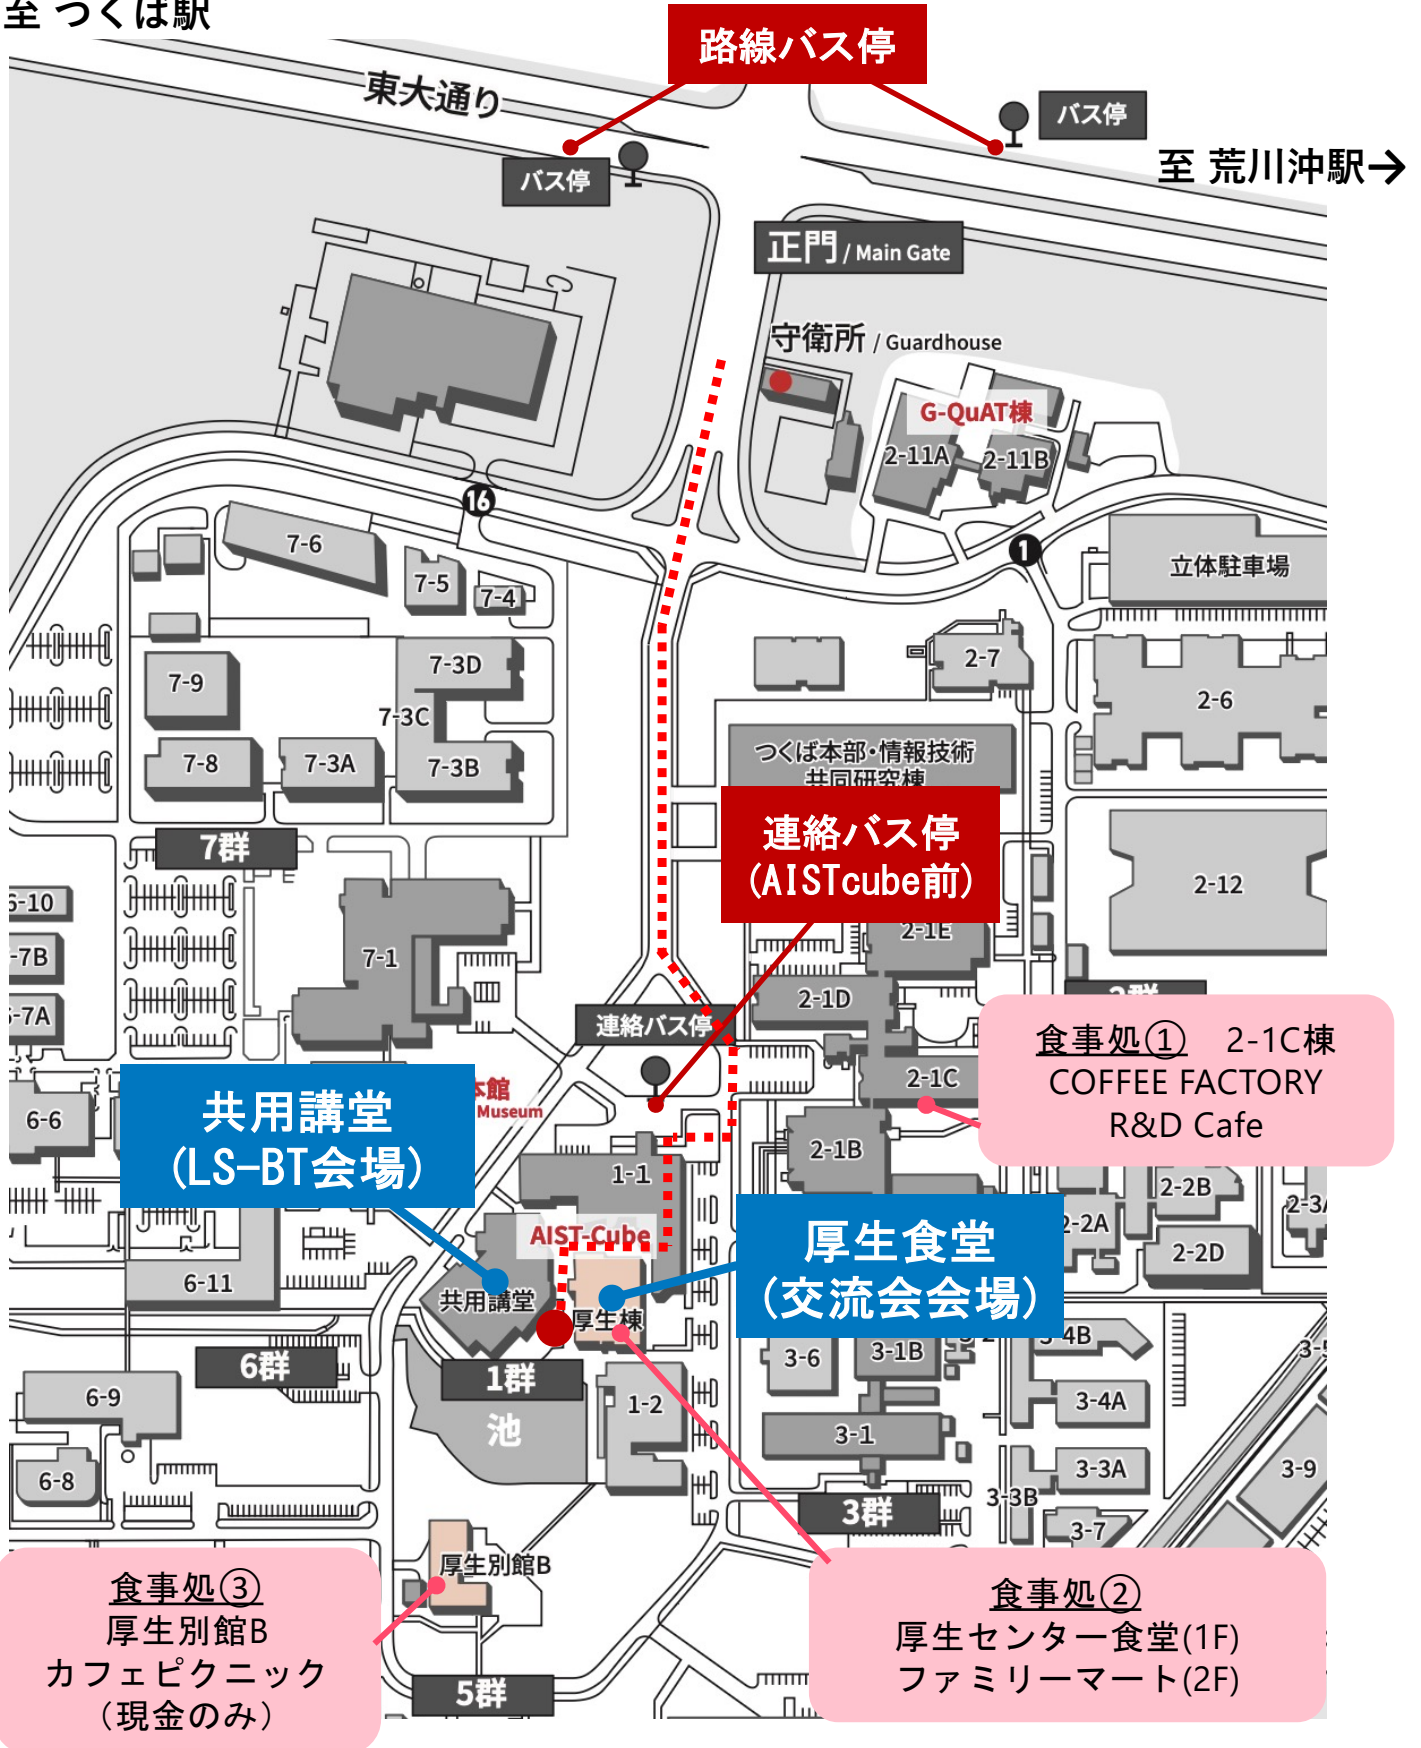 至 つくば駅
路線バス停
東大通り
バス停
バス停
至 荒川沖駅→
正門 / Main Gate
守衛所 / Guardhouse
G-QuAT棟
2-11A
2-11B
16
1
7-6
7-5
7-4
立体駐車場
7-3D
7-9
7-3C
2-7
2-6
7-8
7-3A
7-3B
つくば本部・情報技術
共同研究棟
7群
連絡バス停
(AISTcube前)
2-12
6-10
-7B
7-1
2-1E
2-1D
-7A
連絡バス停
食事処① 2-1C棟
COFFEE FACTORY
R&D Cafe
2-1C
本館
Museum
6-6
共用講堂
(LS-BT会場)
2-1B
1-1
2-2B
2-3A
2-2A
2-2D
AIST-Cube
厚生食堂
(交流会会場)
6-11
共用講堂
厚生棟
3-4B
3-5
3-6
3-1B
6群
1群
6-9
1-2
3-4A
池
3-1
3-3A
3-9
6-8
3-3B
3群
3-7
厚生別館B
食事処③
厚生別館B
カフェピクニック
（現金のみ）
食事処②
厚生センター食堂(1F)
ファミリーマート(2F)
5群